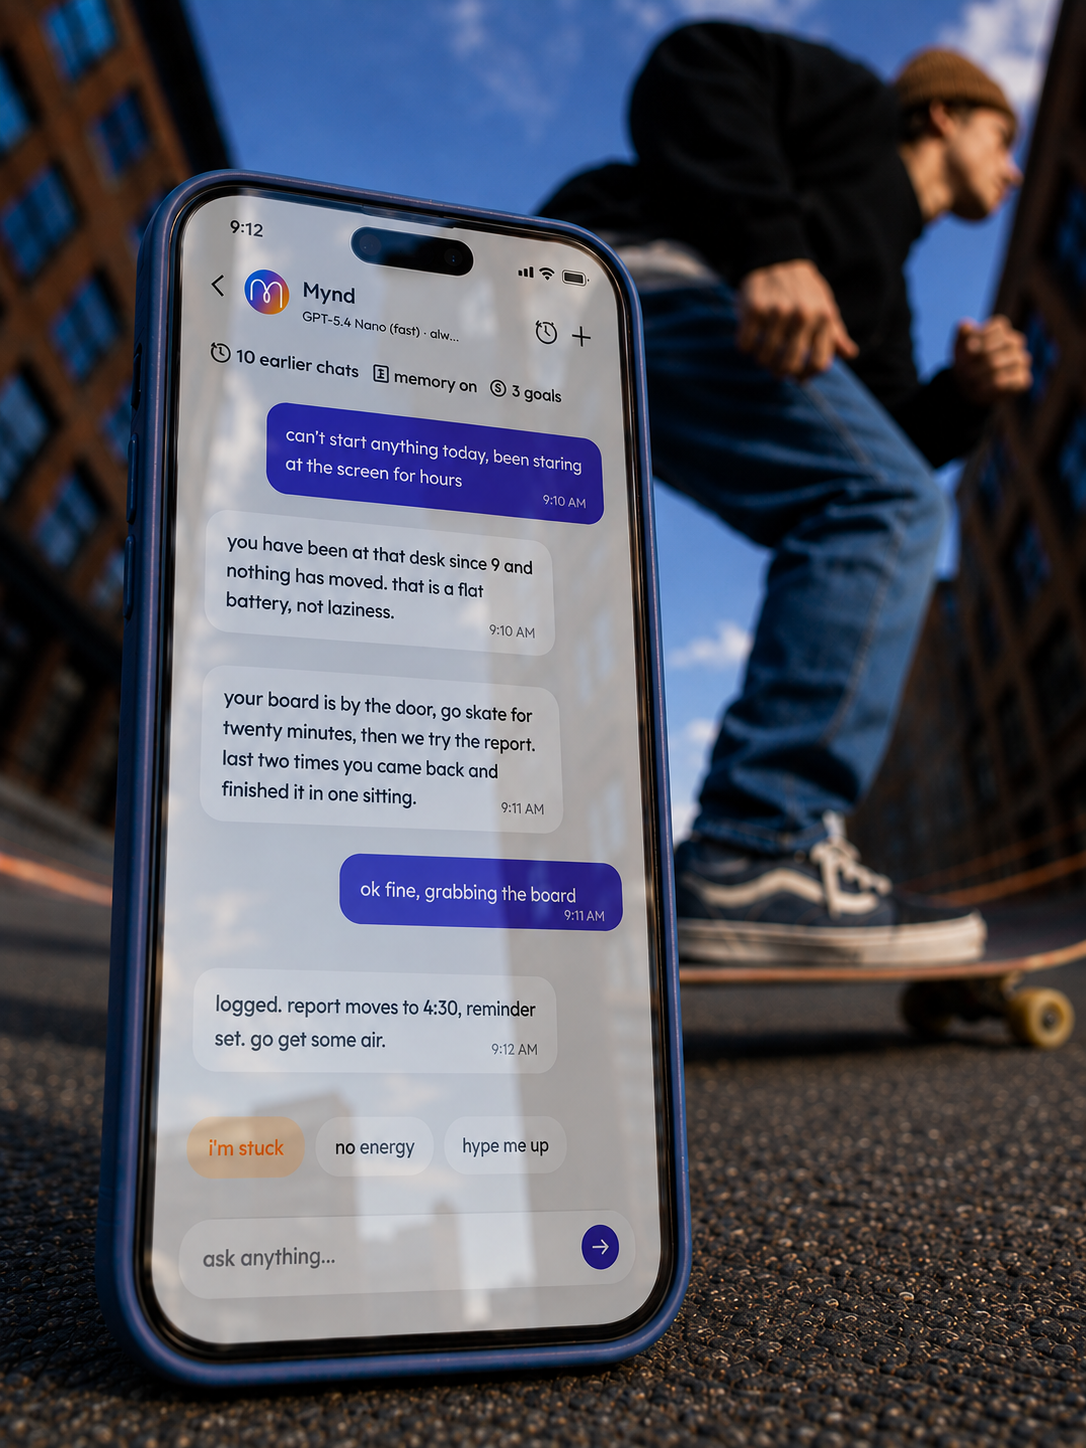 9:12
Mynd
GPT-5.4 Nano (fast) · alw...
10 earlier chats memory on 3 goals
can't start anything today, been staring
at the screen for hours
9:10 AM
you have been at that desk since 9 and
nothing has moved. that is a flat
battery, not laziness.
9:10 AM
your board is by the door, go skate for
twenty minutes, then we try the report.
last two times you came back and
finished it in one sitting.
9:11 AM
ok fine, grabbing the board
9:11 AM
logged. report moves to 4:30, reminder
set. go get some air.
9:12 AM
i'm stuck no energy hype me up
ask anything...